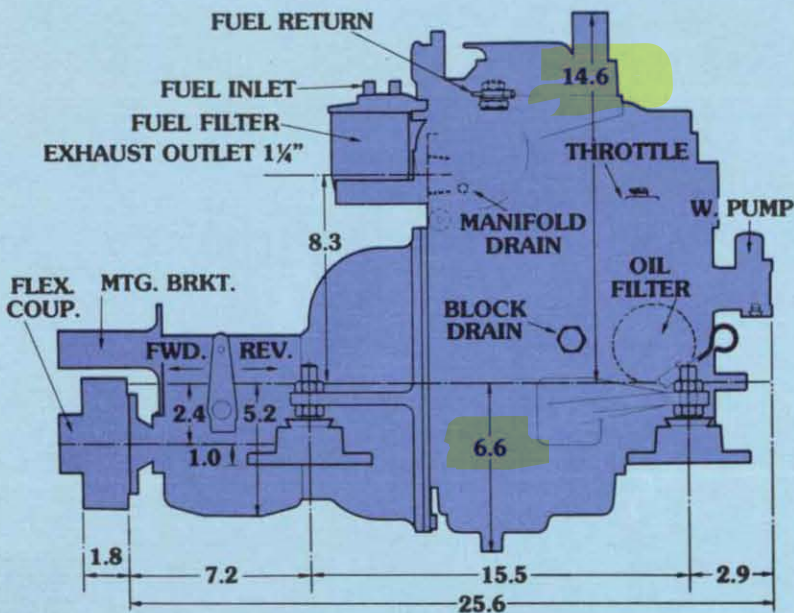 FUEL RETURN
14.6
FUEL INLET
FUEL FILTER
EXHAUST OUTLET 1¼”
THROTTLE
W. PUMP
MANIFOLD
DRAIN
8.3
OIL
FILTER
FLEX.
COUP.
MTG. BRKT.
BLOCK
DRAIN
FWD. REV.
2.4
5.2
1.0
6.6
1.8
7.2
15.5
2.9
25.6